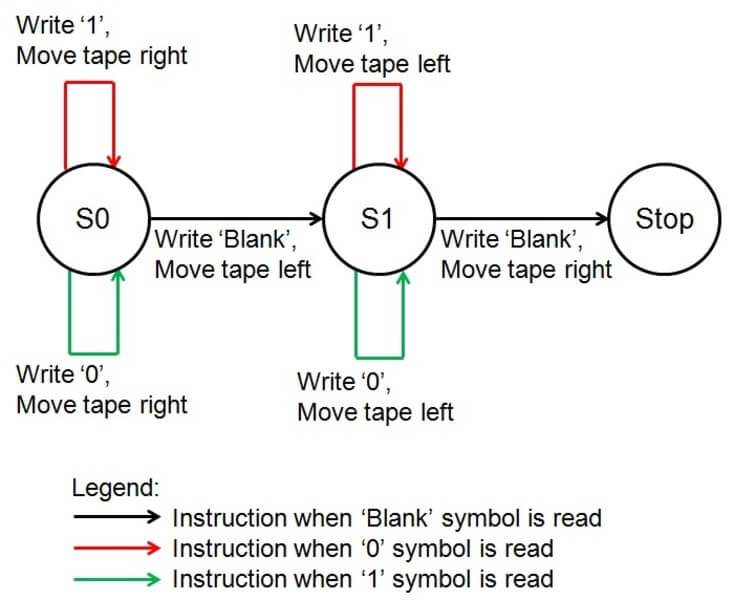 Write ‘1’,
Move tape right
Write ‘1’,
Move tape left
S0
S1
Stop
Write ‘Blank’,
Move tape left
Write ‘Blank’,
Move tape right
Write ‘0’,
Move tape right
Write ‘0’,
Move tape left
Legend:
Instruction when ‘Blank’ symbol is read
Instruction when ‘0’ symbol is read
Instruction when ‘1’ symbol is read